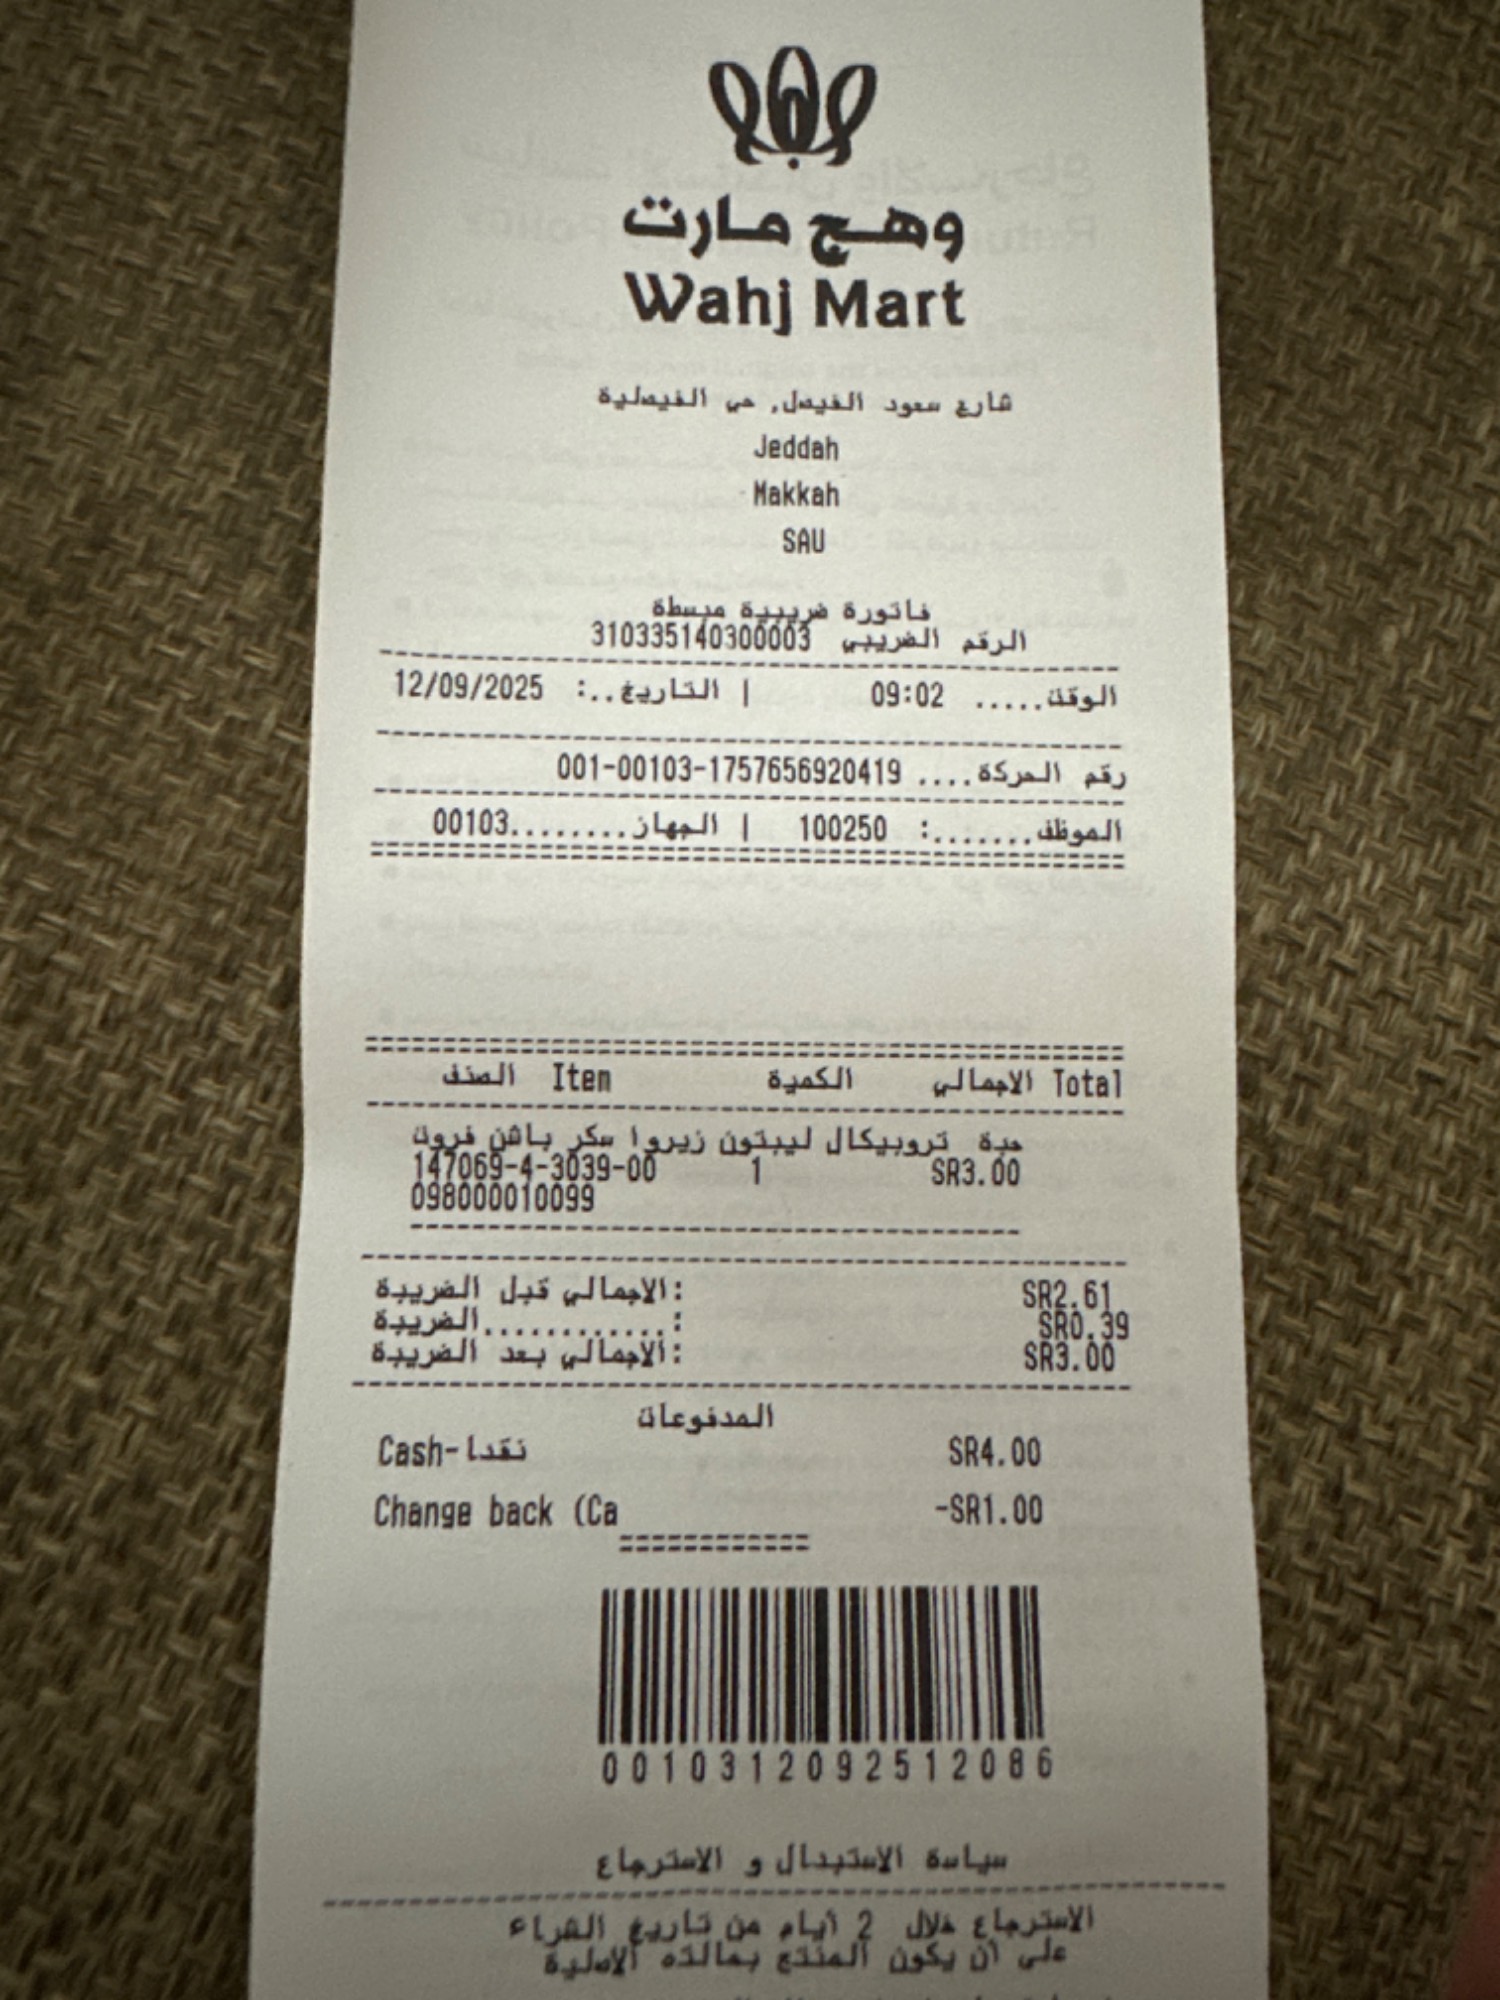 وهج مارت
Wahj Mart
شارع سعود الفيصل, حي الفيصلية
Jeddah
Makkah
SAU
فاتورة ضريبية مبسطة
الرقم الضريبي 310335140300003
الوقت..... 09:02 | التاريخ..: 12/09/2025
رقم الحركة.... 001-00103-1757656920419
الموظف.......: 100250 | الجهاز........00103
الصنف Item الكمية الاجمالي Total
حبة تروبيكال ليبتون زيروا سكر باشن فروت
147069-4-3039-00 1 SR3.00
098000010099
الاجمالي قبل الضريبة: SR2.61
الضريبة............: SR0.39
الاجمالي بعد الضريبة: SR3.00
المدفوعات
Cash-نقدا SR4.00
Change back (Ca -SR1.00
0010312092512086
سياسة الاستبدال و الاسترجاع
الاسترجاع خلال 2 أيام من تاريخ الشراء
على أن يكون المنتج بحالته الاصلية